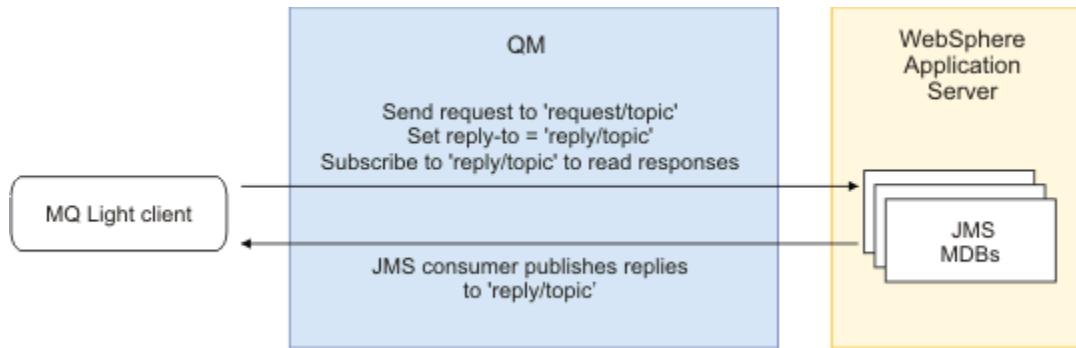 QM
WebSphere
Application
Server
Send request to 'request/topic'
Set reply-to = 'reply/topic'
Subscribe to 'reply/topic' to read responses
MQ Light client
JMS
MDBs
JMS consumer publishes replies
to 'reply/topic'